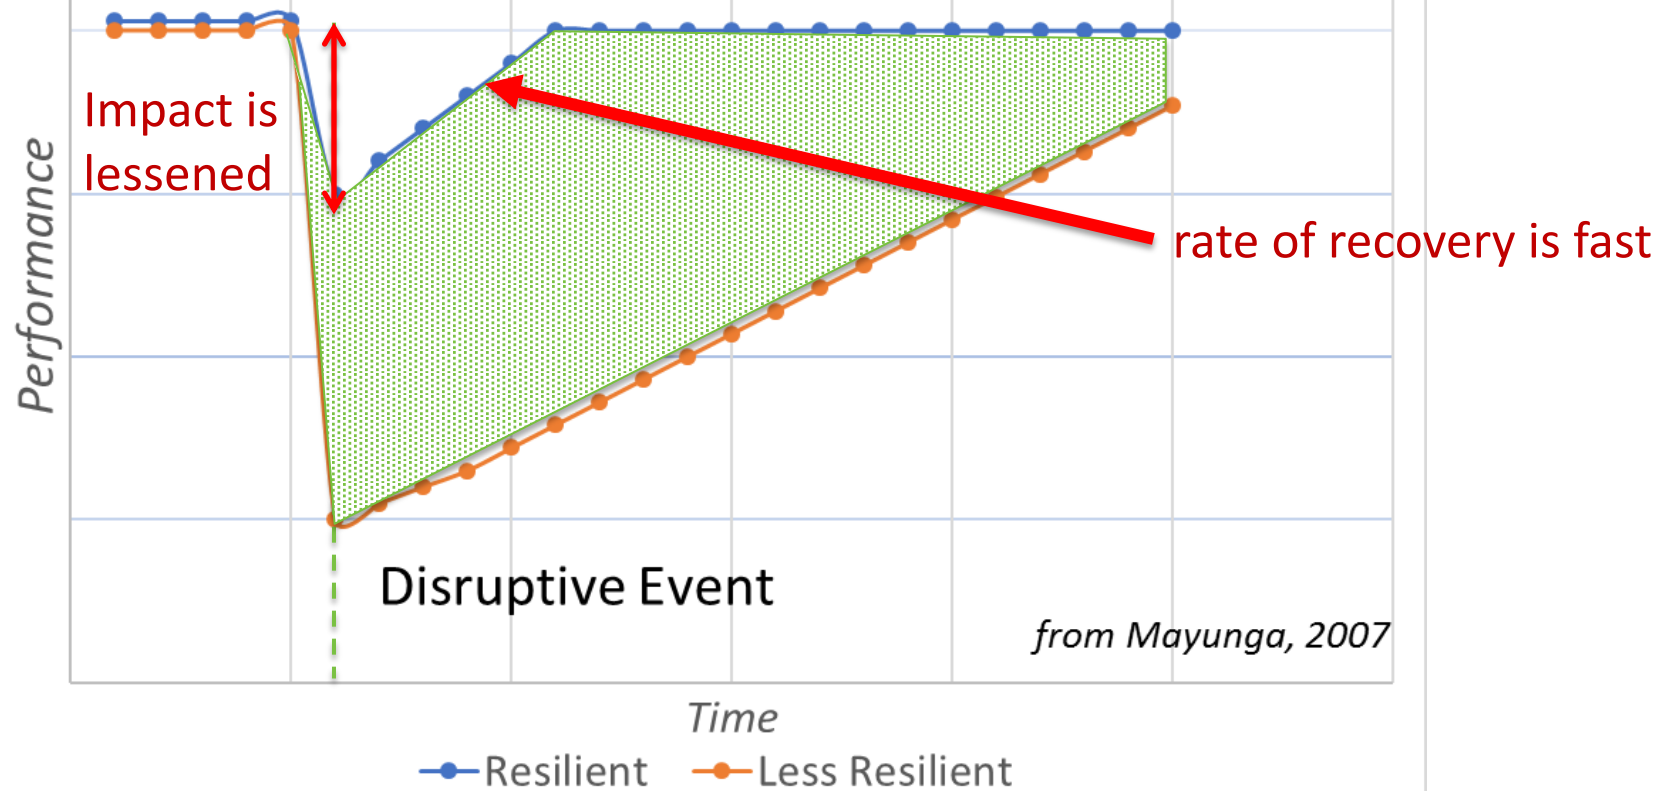 Impact is
lessened
Performance
rate of recovery is fast
Disruptive Event
from Mayunga, 2007
Time
Resilient
Less Resilient